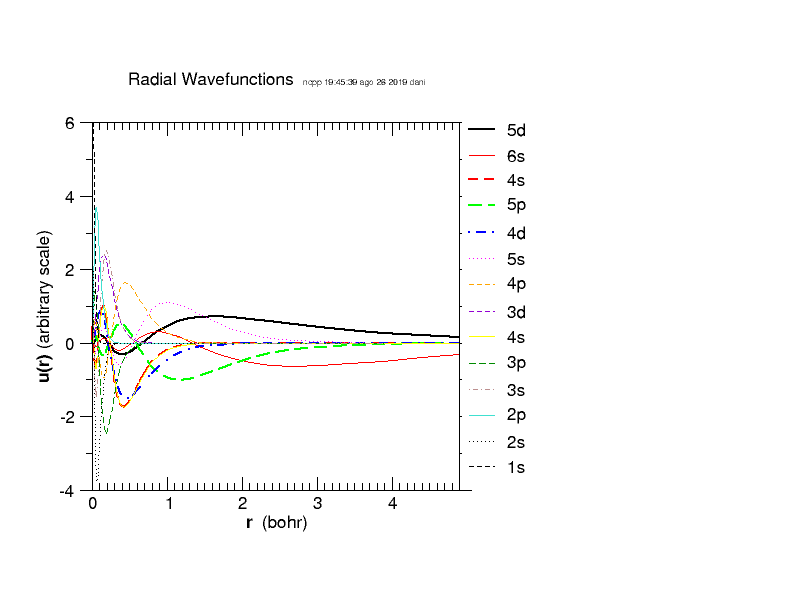 Radial Wavefunctions ncpp 19:45:39 ago 26 2019 dani
6
4
2
0
-2
-4
u(r) (arbitrary scale)
0 1 2 3 4
r (bohr)
5d
6s
4s
5p
4d
5s
4p
3d
4s
3p
3s
2p
2s
1s